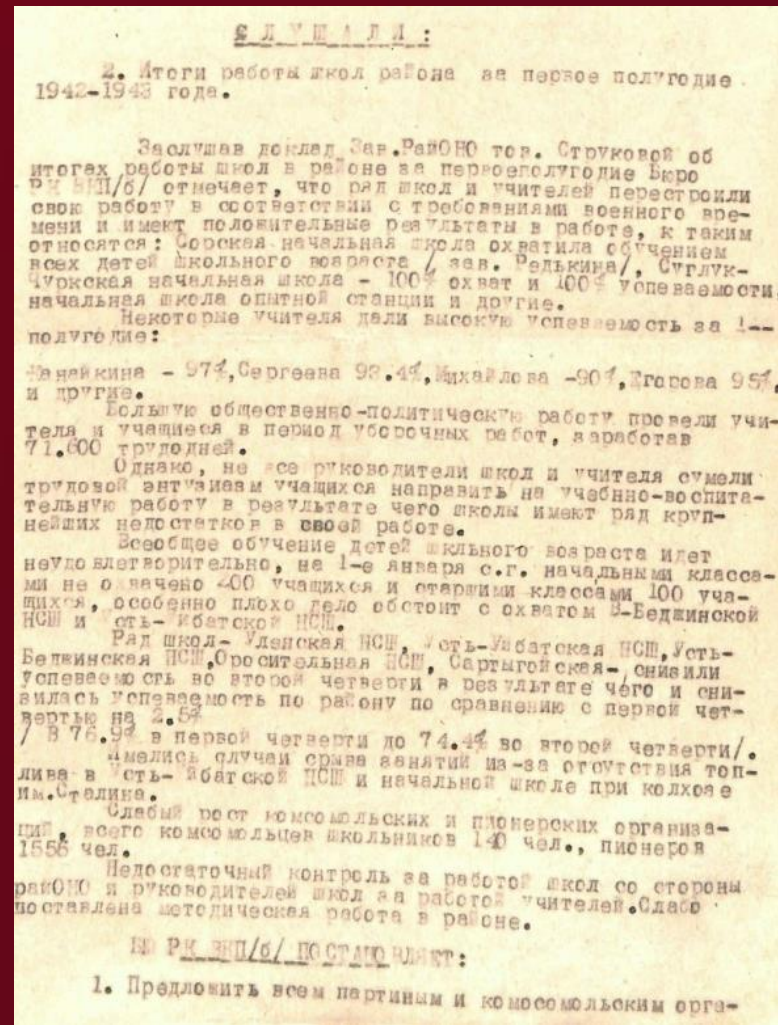 СЛУШАЛИ:
2. Итоги работы школ района за первое полугодие
1942-1943 года.
Заслушав доклад Зав.РайОНО тов. Струковой об
итогах работы школ в районе за первоеполугодие Бюро
РК ВКП/б/ отмечает, что ряд школ и учителей перестроили
свою работу в соответствии с требованиями военного вре-
мени и имеют положительные результаты в работе, к таким
относятся: Сорская начальная школа охватила обучением
всех детей школьного возраста / зав. Редькина/, Суглук-
Чуркская начальная школа - 100% охват и 100% успеваемости,
начальная школа опытной станции и другие.
Некоторые учителя дали высокую успеваемость за 1--
полугодие:
- 97%, Сергеева 92.4%, Михайлова -90%, Егорова 95%,
и другие.
Большую общественно-политическую работу провели учи-
теля и учащиеся в период уборочных работ, заработав
71.600 трудодней.
Однако, не все руководители школ и учителя сумели
трудовой энтузиазм учащихся направить на учебно-воспита-
тельную работу в результате чего школы имеют ряд круп-
нейших недостатков в своей работе.
Всеобщее обучение детей шкльного возраста идет
неудовлетворительно, на 1-е января с.г. начальными класса-
ми не охвачено 400 учащихся и старшими классами 100 уча-
щихся, особенно плохо дело обстоит с охватом В-Беджинской
НСШ и Усть-Уйбатской НСШ.
Ряд школ- Уленская НСШ, Усть-Уйбатская НСШ, Усть-
Беджинская НСШ, Оросительная НСШ, Сартыгойская-, снизили
успеваемость во второй четверти в результате чего и сни-
зилась успеваемость по району по сравнению с первой чет-
вертью на 2.5%
/ В 76.9% в первой четверти до 74.4% во второй четверти/.
Имелись случаи срыва занятий из-за отсутствия топ-
лива в Усть-Уйбатской НСШ и начальной школе при колхозе
им.Сталина.
Слабый рост комсомольских и пионерских организа-
ций, всего комсомольцев школьников 140 чел., пионеров
1556 чел.
Недостаточный контроль за работой школ со стороны
райОНО и руководителей школ за работой учителей.Слабо
поставлена методическая работа в районе.
БЮРО РК ВКП/б/ ПОСТАНОВЛЯЕТ:
1. Предложить всем партиным и комосомольским орга-